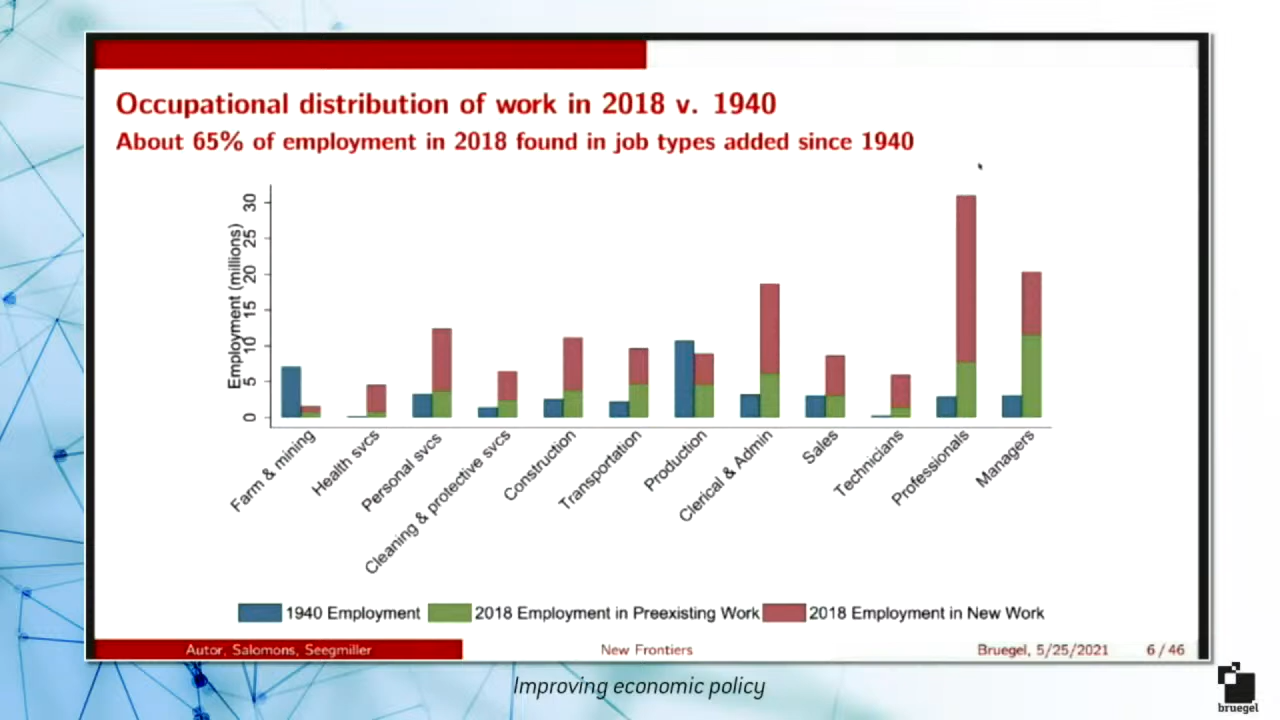 Occupational distribution of work in 2018 v. 1940
About 65% of employment in 2018 found in job types added since 1940
Employment (millions)
30
25
20
15
10
5
0
Farm & mining
Health svcs
Personal svcs
Cleaning & protective svcs
Construction
Transportation
Production
Clerical & Admin
Sales
Technicians
Professionals
Managers
1940 Employment 2018 Employment in Preexisting Work 2018 Employment in New Work
Autor, Salomons, Seegmiller New Frontiers Bruegel, 5/25/2021 6 / 46
Improving economic policy
bruegel